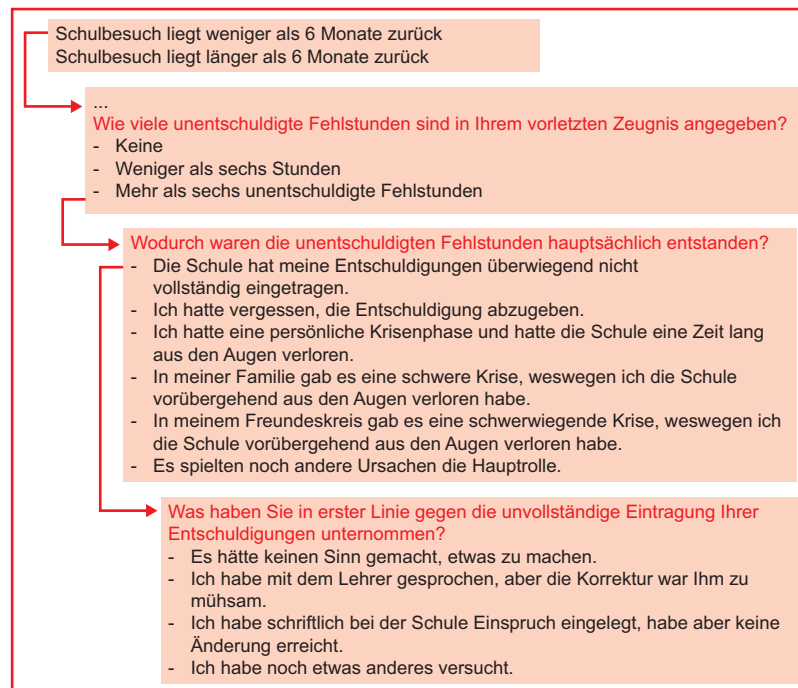 Schulbesuch liegt weniger als 6 Monate zurück
Schulbesuch liegt länger als 6 Monate zurück
...
Wie viele unentschuldigte Fehlstunden sind in Ihrem vorletzten Zeugnis angegeben?
- Keine
- Weniger als sechs Stunden
- Mehr als sechs unentschuldigte Fehlstunden
Wodurch waren die unentschuldigten Fehlstunden hauptsächlich entstanden?
- Die Schule hat meine Entschuldigungen überwiegend nicht
vollständig eingetragen.
- Ich hatte vergessen, die Entschuldigung abzugeben.
- Ich hatte eine persönliche Krisenphase und hatte die Schule eine Zeit lang
aus den Augen verloren.
- In meiner Familie gab es eine schwere Krise, weswegen ich die Schule
vorübergehend aus den Augen verloren habe.
- In meinem Freundeskreis gab es eine schwerwiegende Krise, weswegen ich
die Schule vorübergehend aus den Augen verloren habe.
- Es spielten noch andere Ursachen die Hauptrolle.
Was haben Sie in erster Linie gegen die unvollständige Eintragung Ihrer
Entschuldigungen unternommen?
- Es hätte keinen Sinn gemacht, etwas zu machen.
- Ich habe mit dem Lehrer gesprochen, aber die Korrektur war Ihm zu
mühsam.
- Ich habe schriftlich bei der Schule Einspruch eingelegt, habe aber keine
Änderung erreicht.
- Ich habe noch etwas anderes versucht.